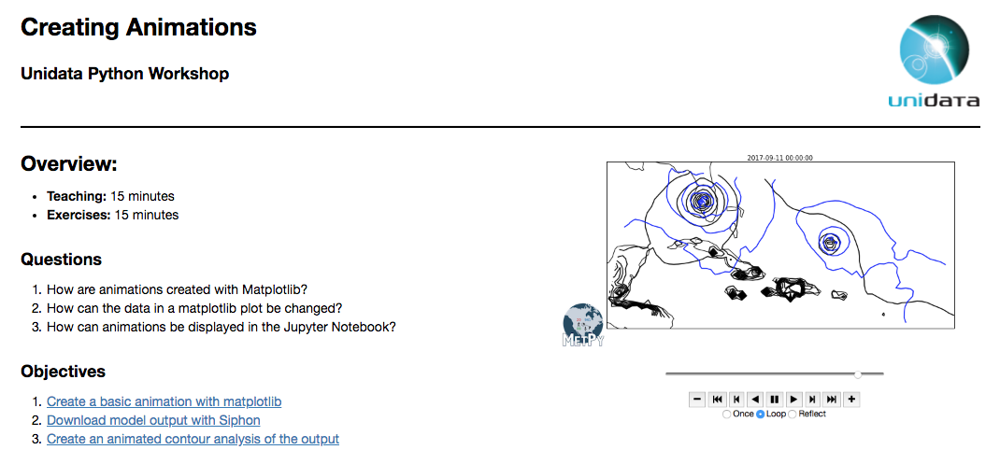 Creating Animations
Unidata Python Workshop
unidata
Overview:
• Teaching: 15 minutes
• Exercises: 15 minutes
Questions
1. How are animations created with Matplotlib?
2. How can the data in a matplotlib plot be changed?
3. How can animations be displayed in the Jupyter Notebook?
Objectives
1. Create a basic animation with matplotlib
2. Download model output with Siphon
3. Create an animated contour analysis of the output
2017-09-11 00:00:00
METPY
Once Loop Reflect